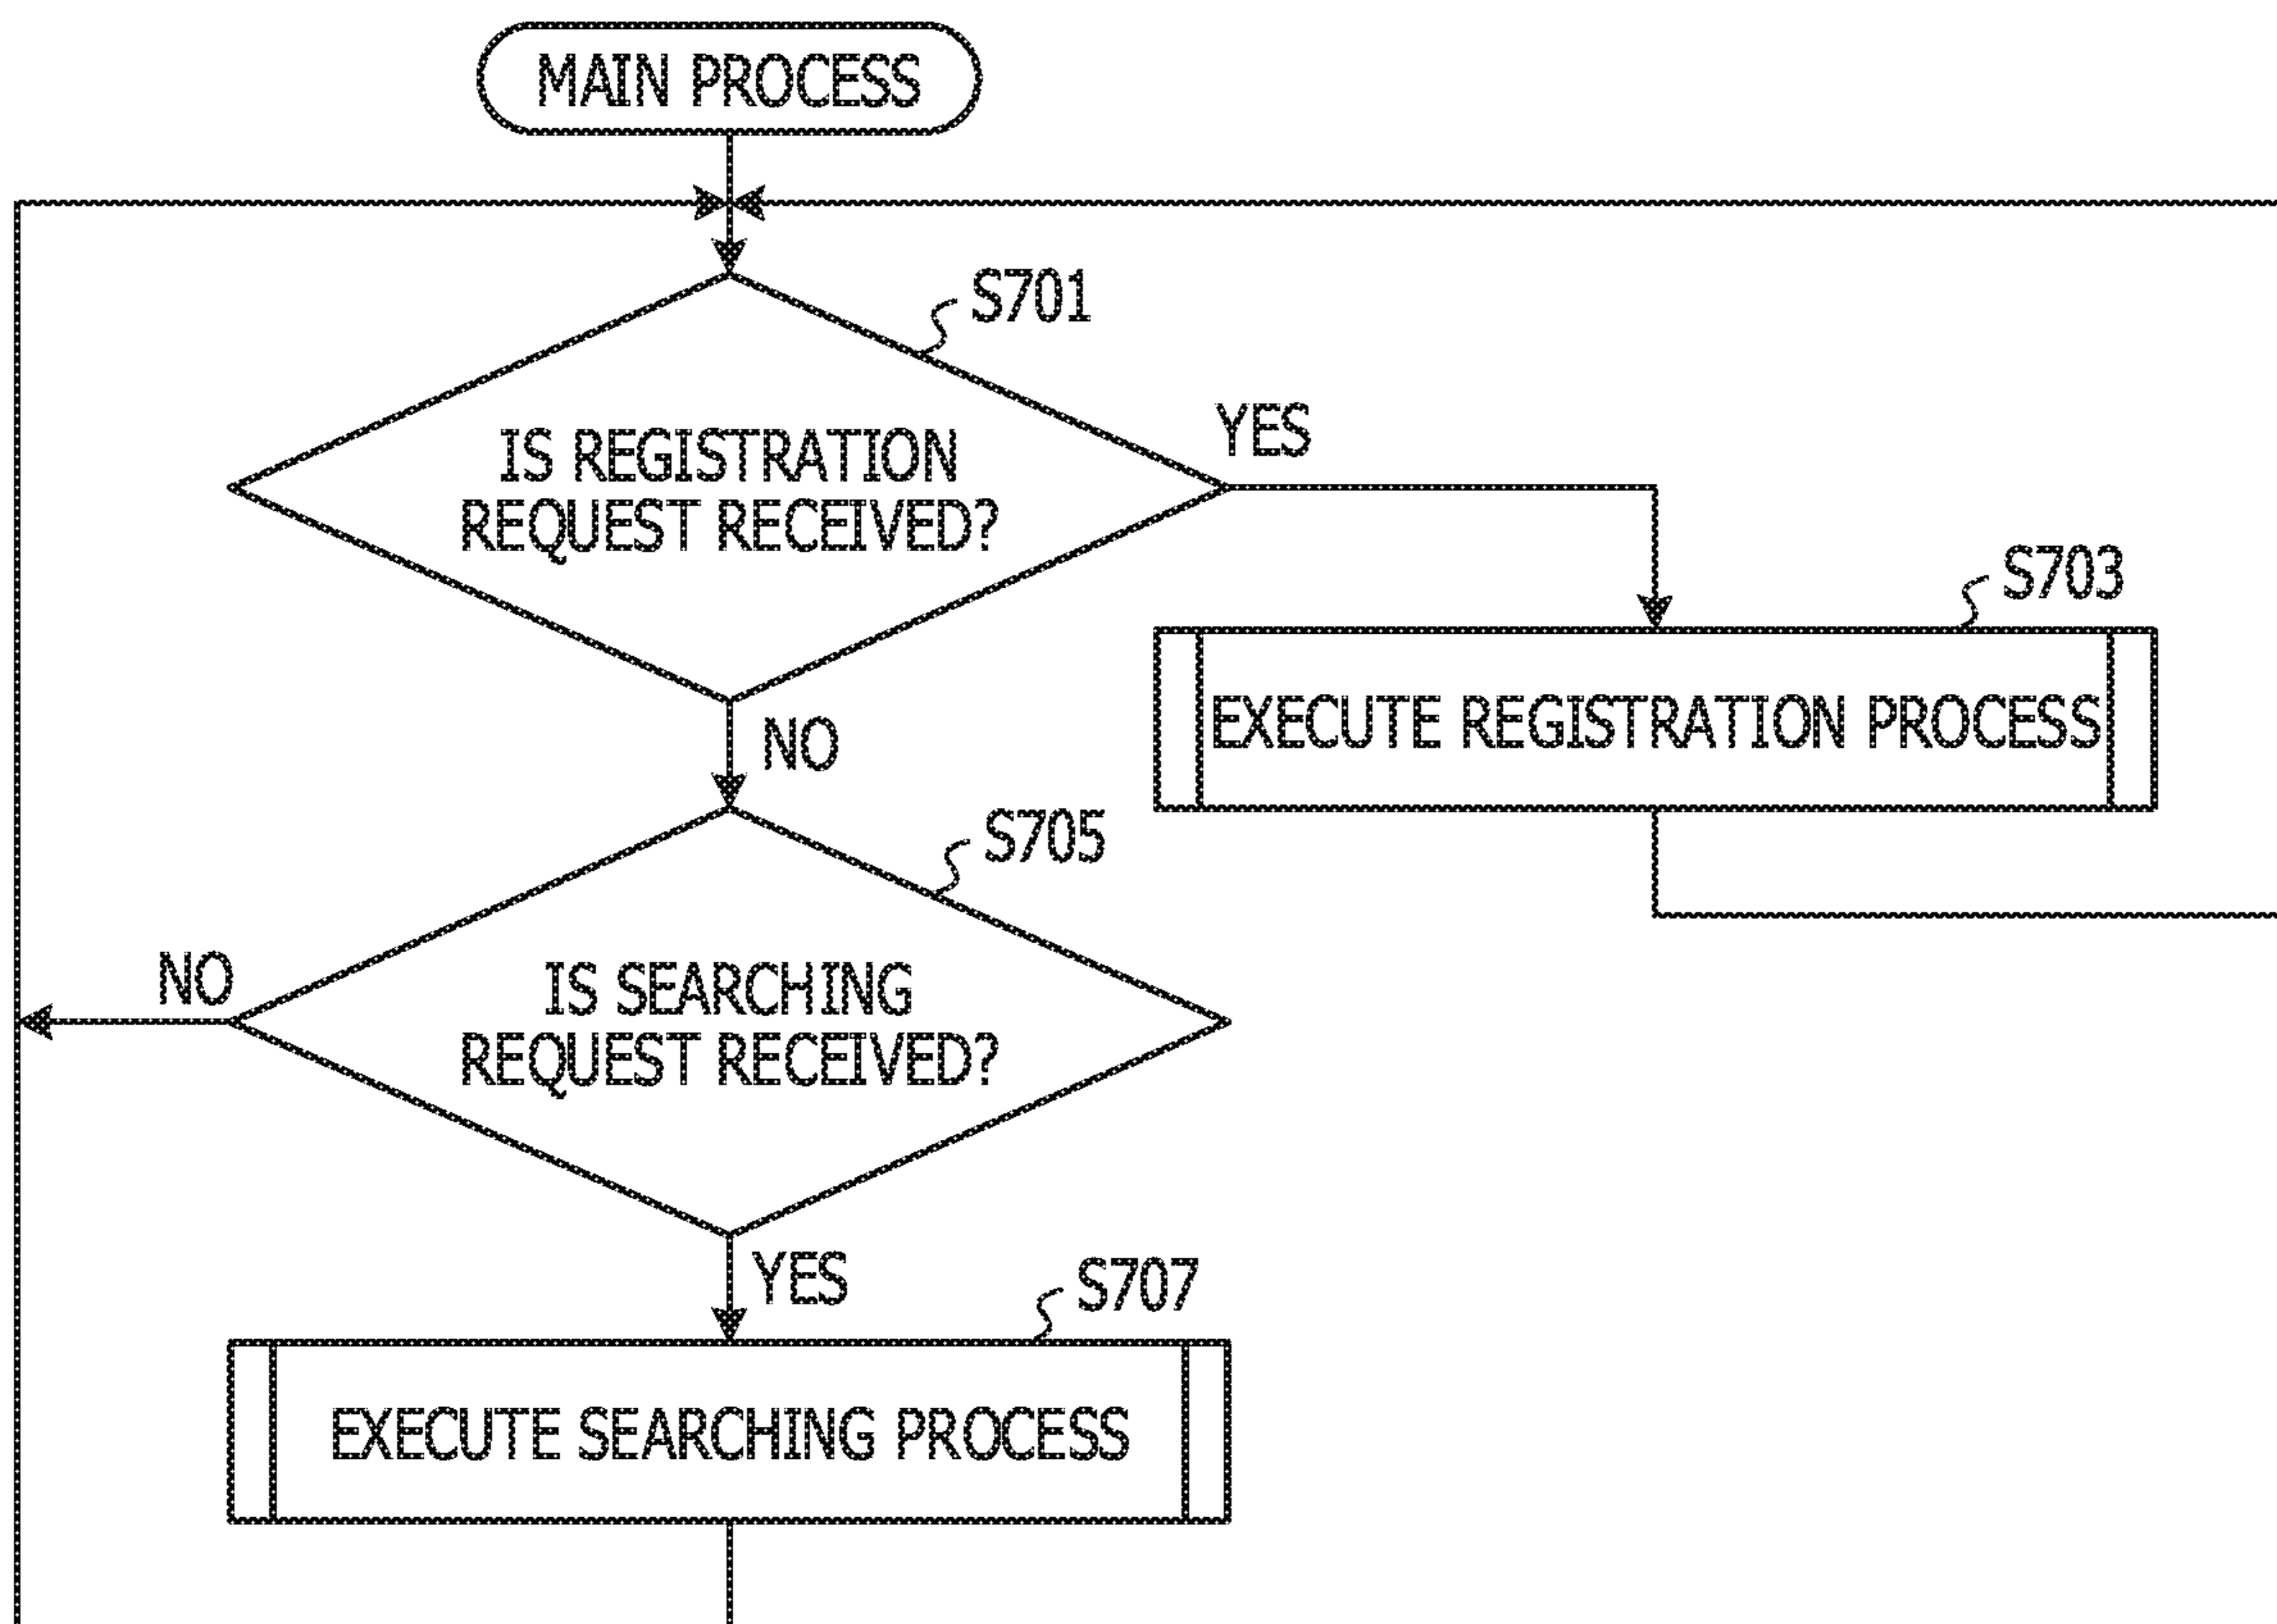 MAIN PROCESS
S701
IS REGISTRATION
REQUEST RECEIVED?
YES
S703
EXECUTE REGISTRATION PROCESS
NO
S705
IS SEARCHING
REQUEST RECEIVED?
NO
YES
S707
EXECUTE SEARCHING PROCESS